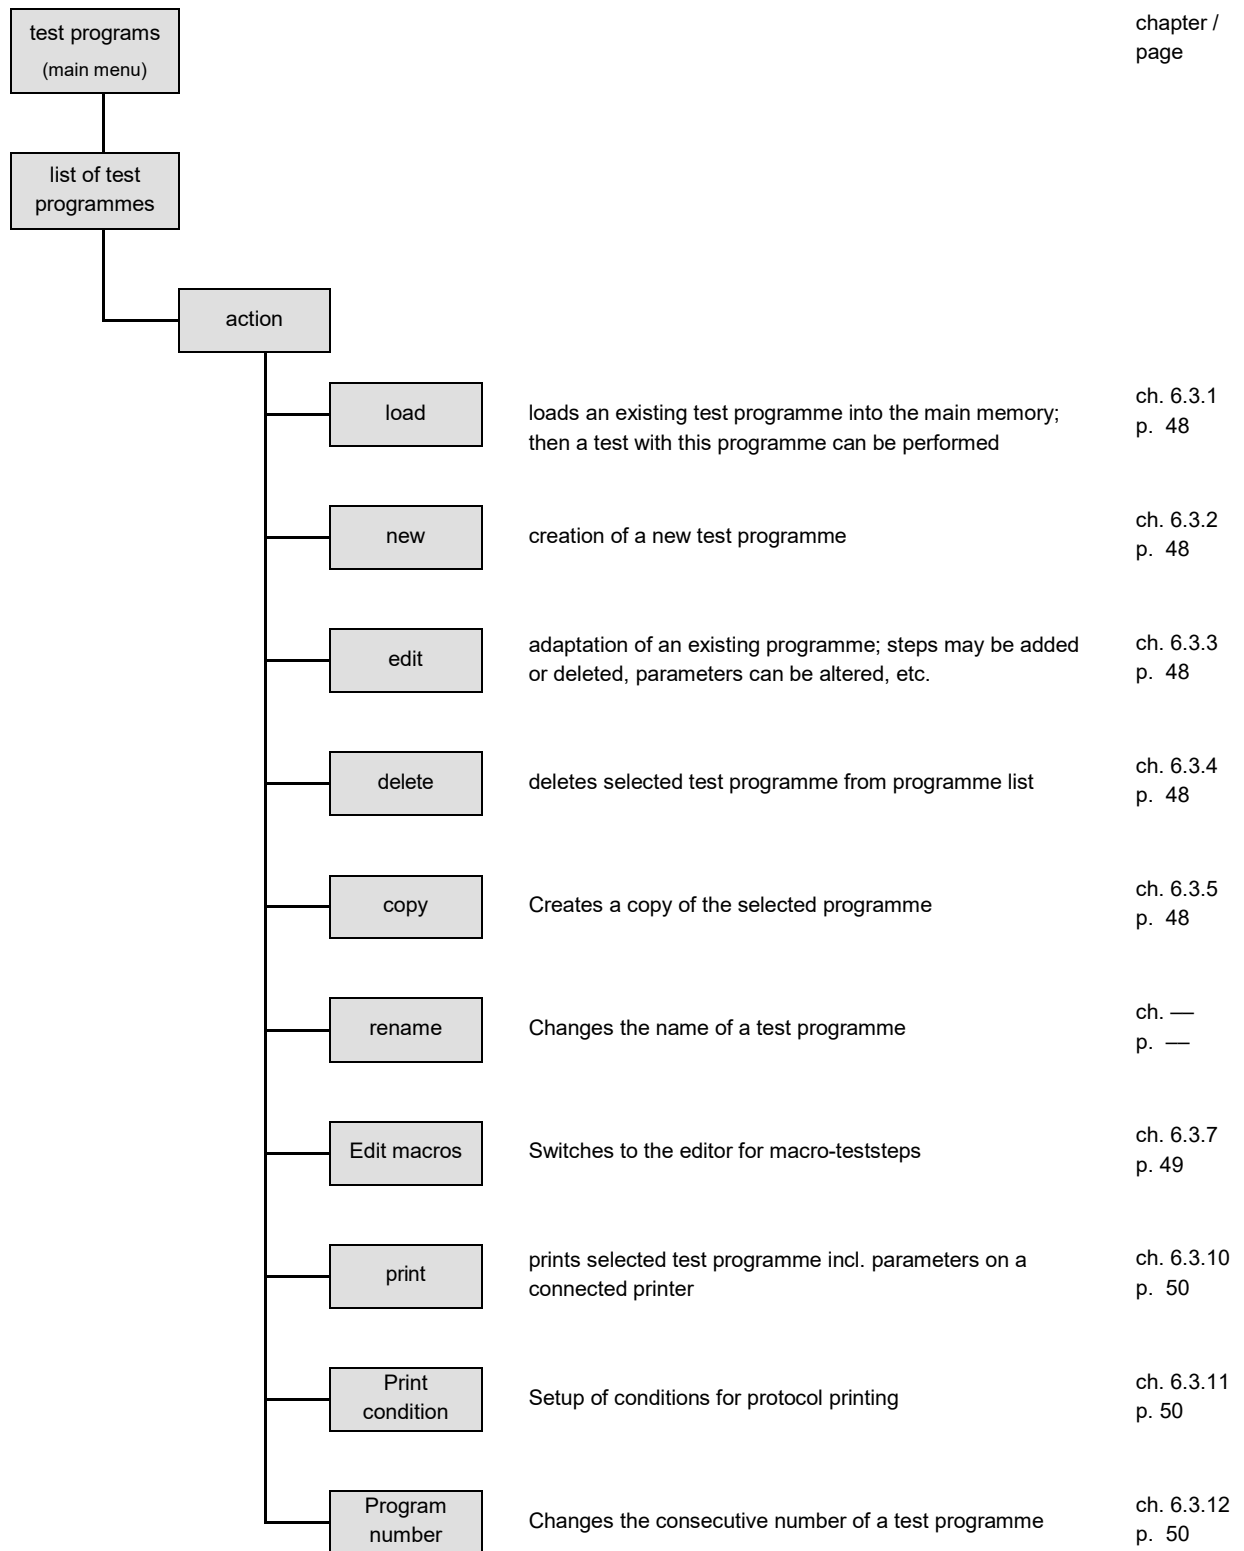 test programs
(main menu)
chapter /
page
list of test
programmes
action
load
loads an existing test programme into the main memory;
then a test with this programme can be performed
ch. 6.3.1
p. 48
new
creation of a new test programme
ch. 6.3.2
p. 48
edit
adaptation of an existing programme; steps may be added
or deleted, parameters can be altered, etc.
ch. 6.3.3
p. 48
delete
deletes selected test programme from programme list
ch. 6.3.4
p. 48
copy
Creates a copy of the selected programme
ch. 6.3.5
p. 48
rename
Changes the name of a test programme
ch. —
p. —
Edit macros
Switches to the editor for macro-teststeps
ch. 6.3.7
p. 49
print
prints selected test programme incl. parameters on a
connected printer
ch. 6.3.10
p. 50
Print
condition
Setup of conditions for protocol printing
ch. 6.3.11
p. 50
Program
number
Changes the consecutive number of a test programme
ch. 6.3.12
p. 50